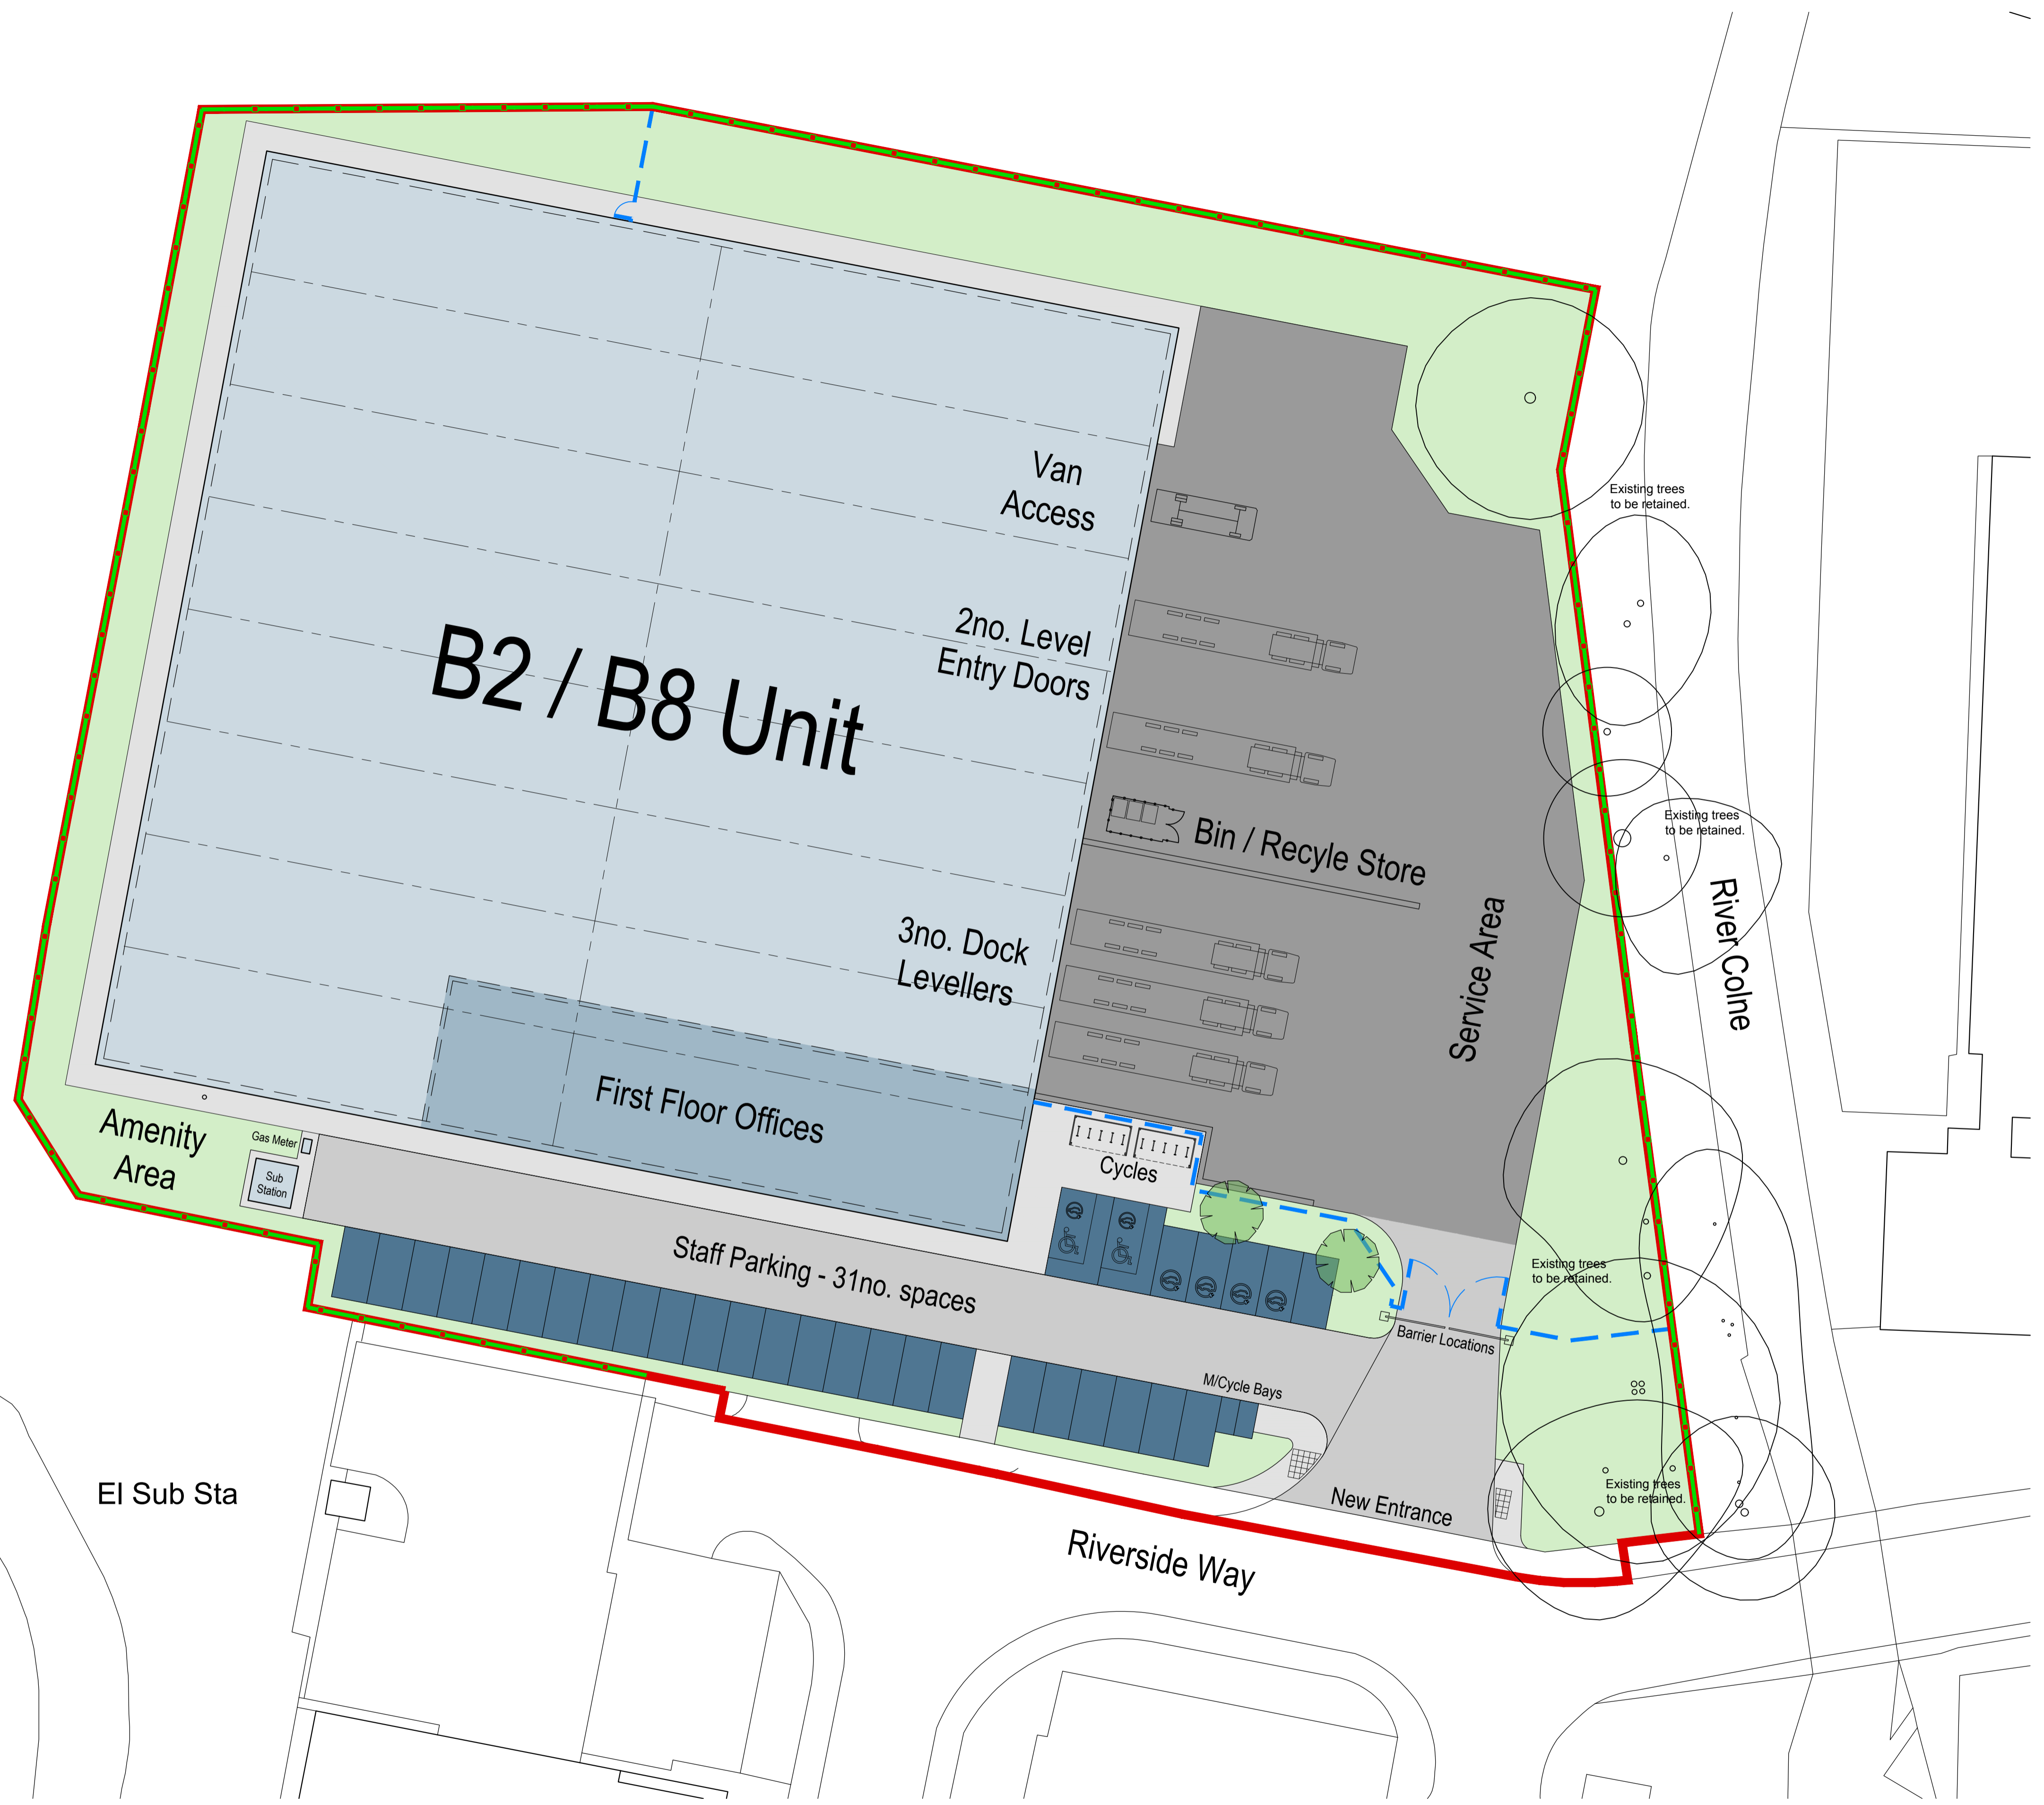 Van
Access
Existing trees
to be retained.
2no. Level
Entry Doors
B2 / B8 Unit
Bin / Recyle Store
Existing trees
to be retained.
River Colne
Service Area
3no. Dock
Levellers
First Floor Offices
Amenity
Area
Gas Meter
Sub
Station
Cycles
Staff Parking - 31no. spaces
Existing trees
to be retained.
Barrier Locations
M/Cycle Bays
El Sub Sta
New Entrance
Existing trees
to be retained.
Riverside Way